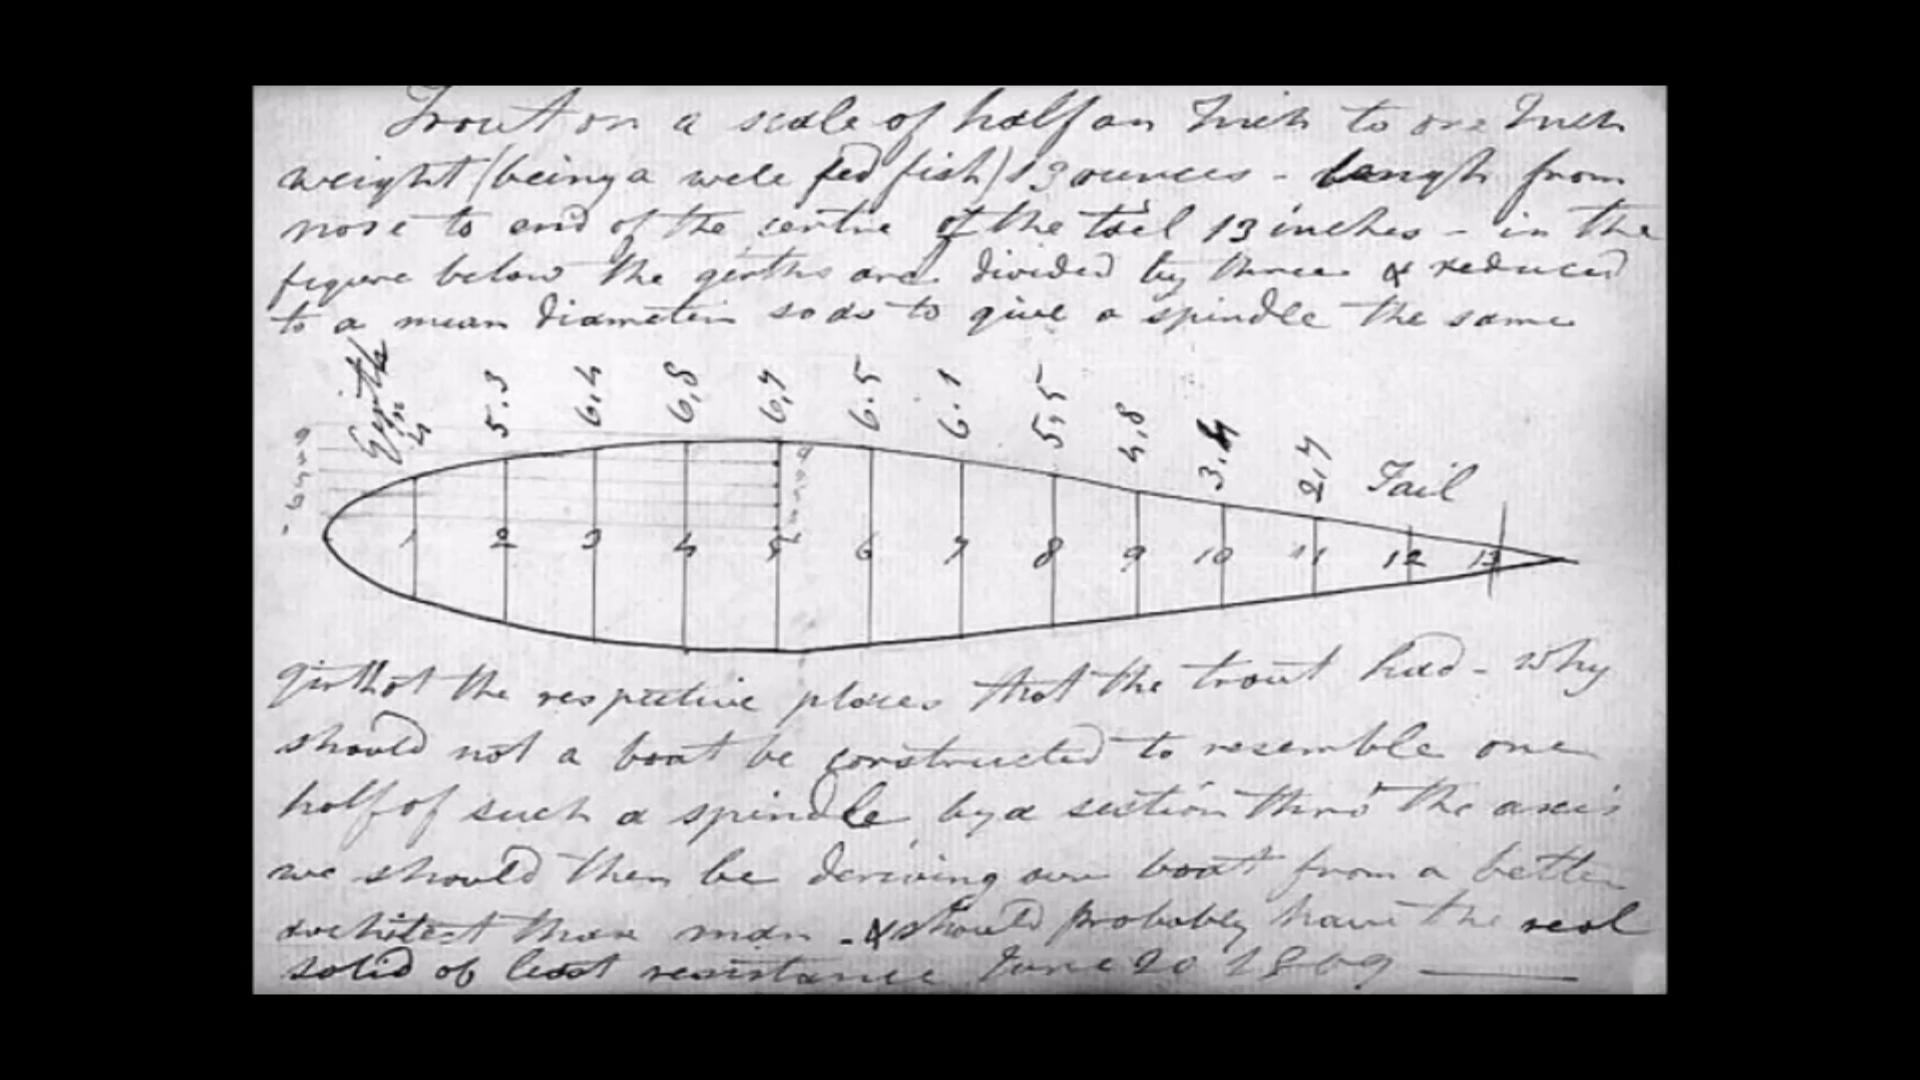 Trout on a scale of half an Inch to one Inch
weight (being a wele fed fish) 13 ounces - length from
nose to end of the centre of the tail 13 inches - in the
figure below the girths are divided by three & reduced
to a mean diameter so as to give a spindle the same
Girth
in
4 5.3 6,4 6,8 6,7 6.5 6.1 5,5 4,8 3.4 2,7 Tail
1 2 3 4 5 6 7 8 9 10 11 12 13
girth at the respective places that the trout had - why
should not a boat be constructed to resemble one
half of such a spindle by a section thro' the axis
we should then be deriving our boat from a better
architect than man - & should probably have the real
solid of least resistance June 20 1809